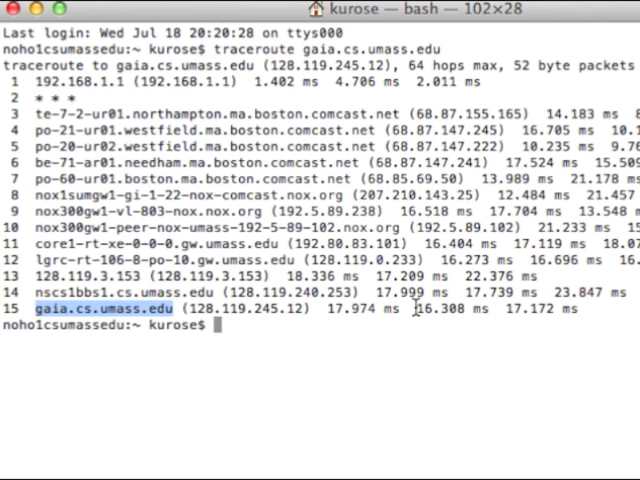 kurose — bash — 102×28
Last login: Wed Jul 18 20:20:28 on ttys000
noho1csumassedu:~ kurose$ traceroute gaia.cs.umass.edu
traceroute to gaia.cs.umass.edu (128.119.245.12), 64 hops max, 52 byte packets
1 192.168.1.1 (192.168.1.1) 1.402 ms 4.706 ms 2.011 ms
2 * * *
3 te-7-2-ur01.northampton.ma.boston.comcast.net (68.87.155.165) 14.183 ms 8
4 po-21-ur01.westfield.ma.boston.comcast.net (68.87.147.245) 16.705 ms 10.1
5 po-20-ur02.westfield.ma.boston.comcast.net (68.87.147.222) 10.235 ms 9.76
6 be-71-ar01.needham.ma.boston.comcast.net (68.87.147.241) 17.524 ms 15.505
7 po-60-ur01.boston.ma.boston.comcast.net (68.85.69.50) 13.989 ms 21.178 m
8 nox1sumgw1-gi-1-22-nox-comcast.nox.org (207.210.143.25) 12.484 ms 21.457
9 nox300gw1-vl-803-nox.nox.org (192.5.89.238) 16.518 ms 17.704 ms 13.548 m
10 nox300gw1-peer-nox-umass-192-5-89-102.nox.org (192.5.89.102) 21.233 ms 15
11 core1-rt-xe-0-0-0.gw.umass.edu (192.80.83.101) 16.404 ms 17.119 ms 18.07
12 lgrc-rt-106-8-po-10.gw.umass.edu (128.119.0.233) 16.273 ms 16.696 ms 16.
13 128.119.3.153 (128.119.3.153) 18.336 ms 17.209 ms 22.376 ms
14 nscs1bbs1.cs.umass.edu (128.119.240.253) 17.999 ms 17.739 ms 23.847 ms
15 gaia.cs.umass.edu (128.119.245.12) 17.974 ms 16.308 ms 17.172 ms
noho1csumassedu:~ kurose$